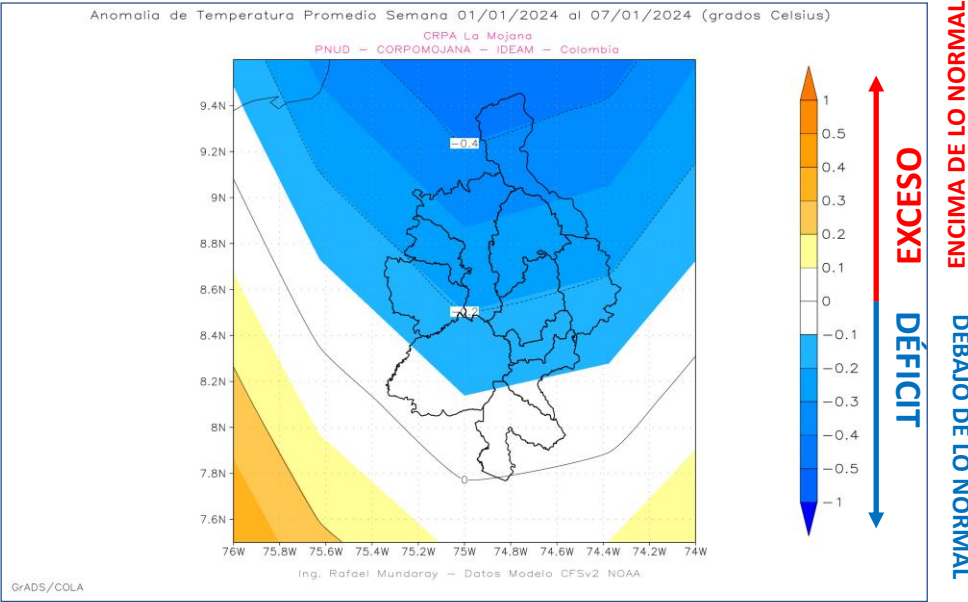 Anomalia de Temperatura Promedio Semana 01/01/2024 al 07/01/2024 (grados Celsius)
CRPA La Mojana
PNUD – CORPOMOJANA – IDEAM – Colombia
9.4N
9.2N
9N
8.8N
8.6N
8.4N
8.2N
8N
7.8N
7.6N
-0.4
-0.2
0
76W
75.8W
75.6W
75.4W
75.2W
75W
74.8W
74.6W
74.4W
74.2W
74W
Ing. Rafael Mundaray – Datos Modelo CFSv2 NOAA
GrADS/COLA
1
0.5
0.4
0.3
0.2
0.1
0
-0.1
-0.2
-0.3
-0.4
-0.5
-1
EXCESO
DÉFICIT
ENCIMA DE LO NORMAL
DEBAJO DE LO NORMAL